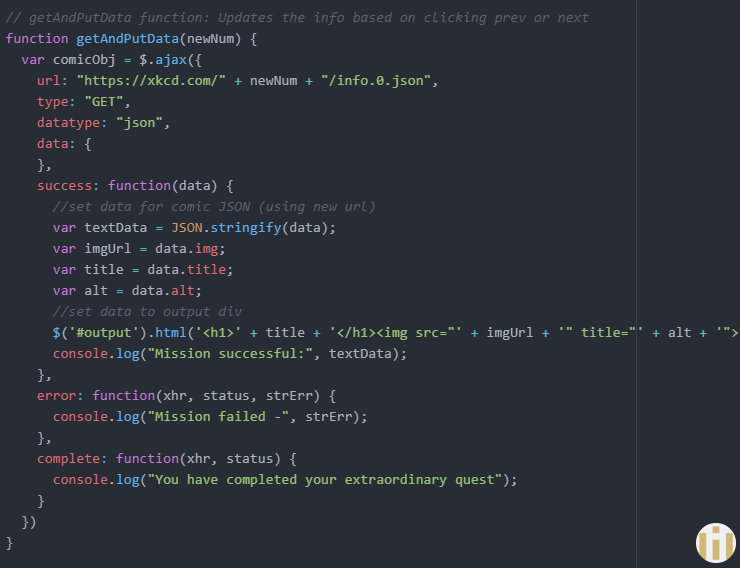 // getAndPutData function: Updates the info based on clicking prev or next
function getAndPutData(newNum) {
  var comicObj = $.ajax({
    url: "https://xkcd.com/" + newNum + "/info.0.json",
    type: "GET",
    datatype: "json",
    data: {
    },
    success: function(data) {
      //set data for comic JSON (using new url)
      var textData = JSON.stringify(data);
      var imgUrl = data.img;
      var title = data.title;
      var alt = data.alt;
      //set data to output div
      $('#output').html('<h1>' + title + '</h1><img src="' + imgUrl + '" title="' + alt + '">
      console.log("Mission successful:", textData);
    },
    error: function(xhr, status, strErr) {
      console.log("Mission failed -", strErr);
    },
    complete: function(xhr, status) {
      console.log("You have completed your extraordinary quest");
    }
  })
}